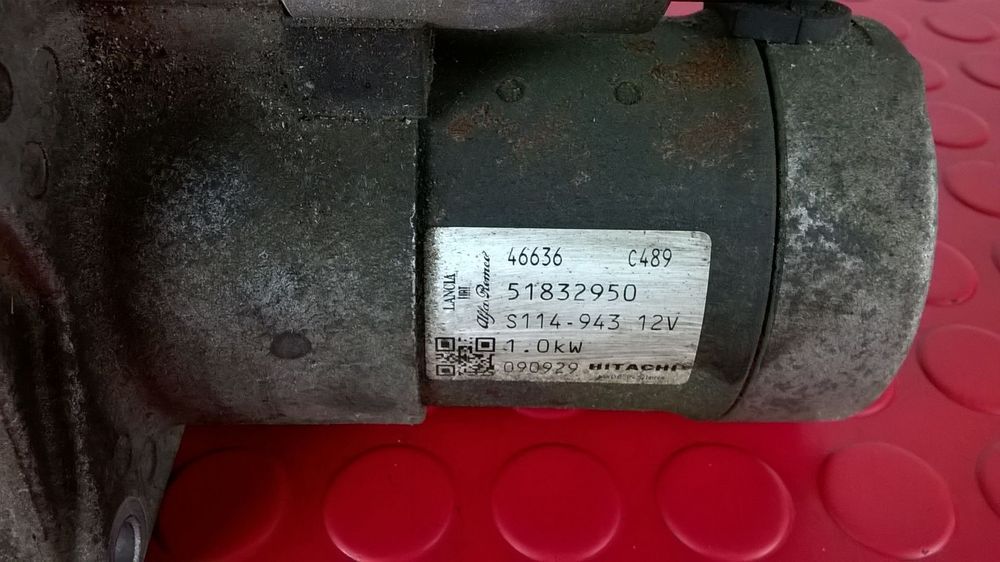 46636 C489
51832950
S114-943 12V
1.0kW
090929 HITACHI
LANCIA
FIAT
Alfa Romeo